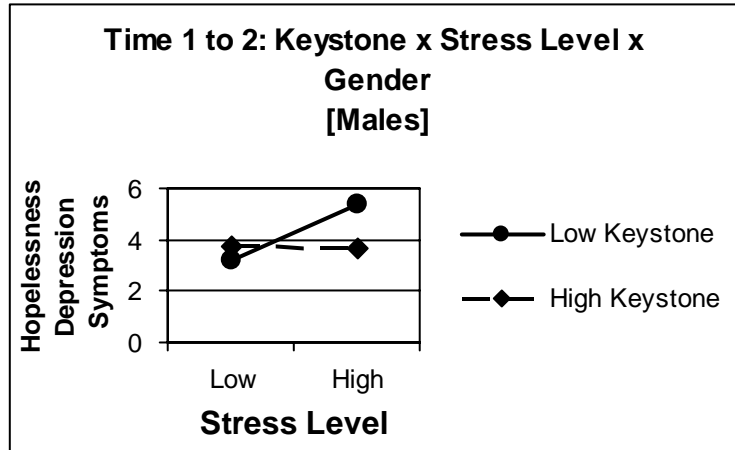 Time 1 to 2: Keystone x Stress Level x
Gender
[Males]
Hopelessness
Depression
Symptoms
6
4
2
0
Low
High
Stress Level
Low Keystone
High Keystone